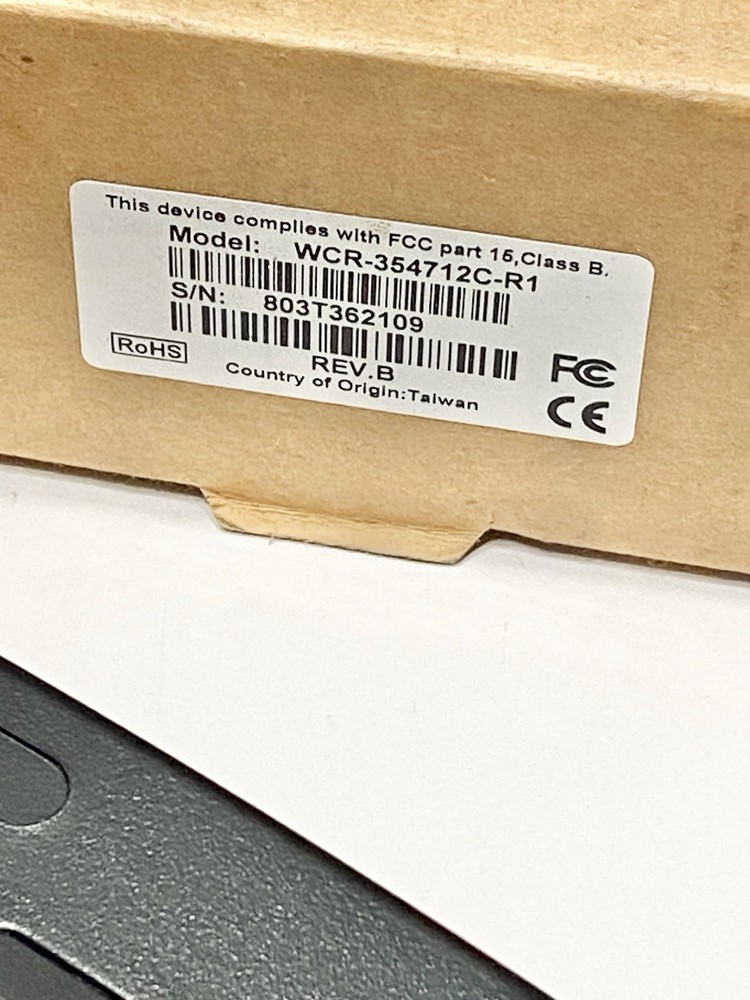 This device complies with FCC part 15,Class B.
Model: WCR-354712C-R1
S/N: 803T362109
REV.B
RoHS
Country of Origin:Taiwan
FC
CE